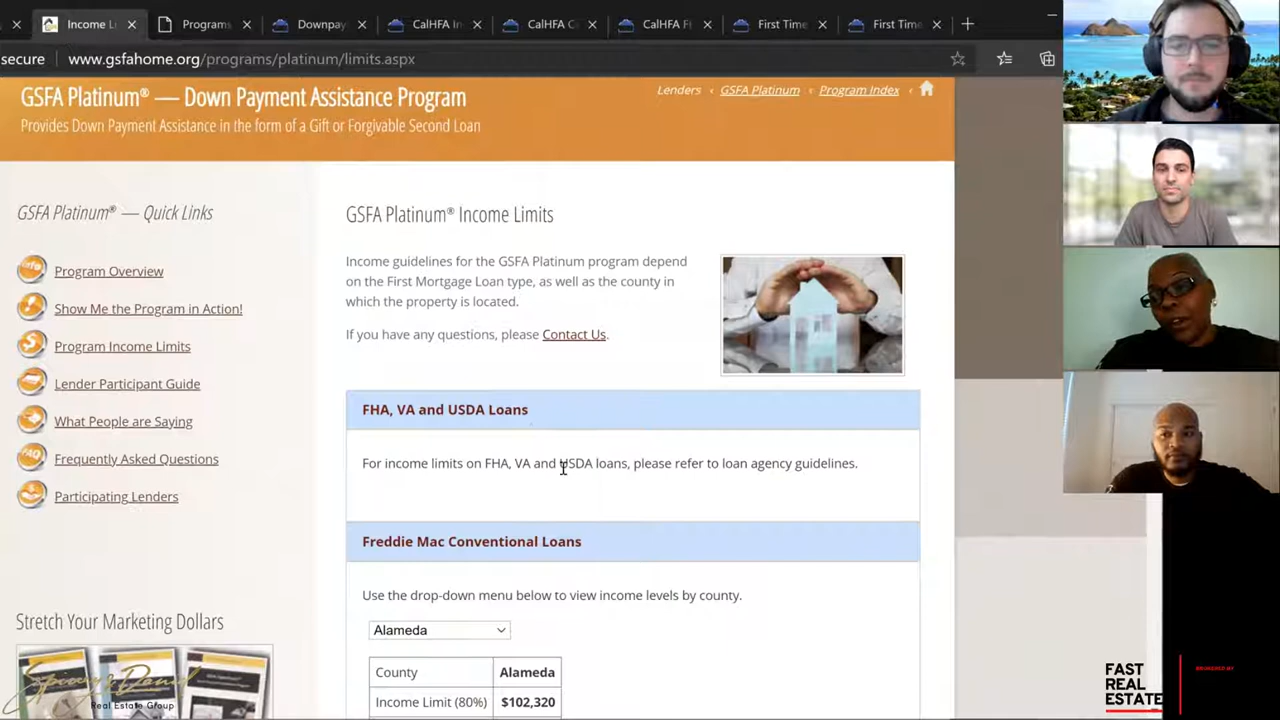 Income L
Programs
Downpay
CalHFA In
CalHFA C
CalHFA F
First Time
First Time
secure
www.gsfahome.org/programs/platinum/limits.aspx
GSFA Platinum® — Down Payment Assistance Program
Provides Down Payment Assistance in the form of a Gift or Forgivable Second Loan
Lenders ‹ GSFA Platinum ‹ Program Index ‹
GSFA Platinum® — Quick Links
Program Overview
Show Me the Program in Action!
Program Income Limits
Lender Participant Guide
What People are Saying
Frequently Asked Questions
Participating Lenders
Stretch Your Marketing Dollars
GSFA Platinum® Income Limits
Income guidelines for the GSFA Platinum program depend
on the First Mortgage Loan type, as well as the county in
which the property is located.
If you have any questions, please Contact Us.
FHA, VA and USDA Loans
For income limits on FHA, VA and USDA loans, please refer to loan agency guidelines.
Freddie Mac Conventional Loans
Use the drop-down menu below to view income levels by county.
Alameda
County Alameda
Income Limit (80%) $102,320
Real Estate Group
FAST
REAL
ESTATE
BROKERED BY